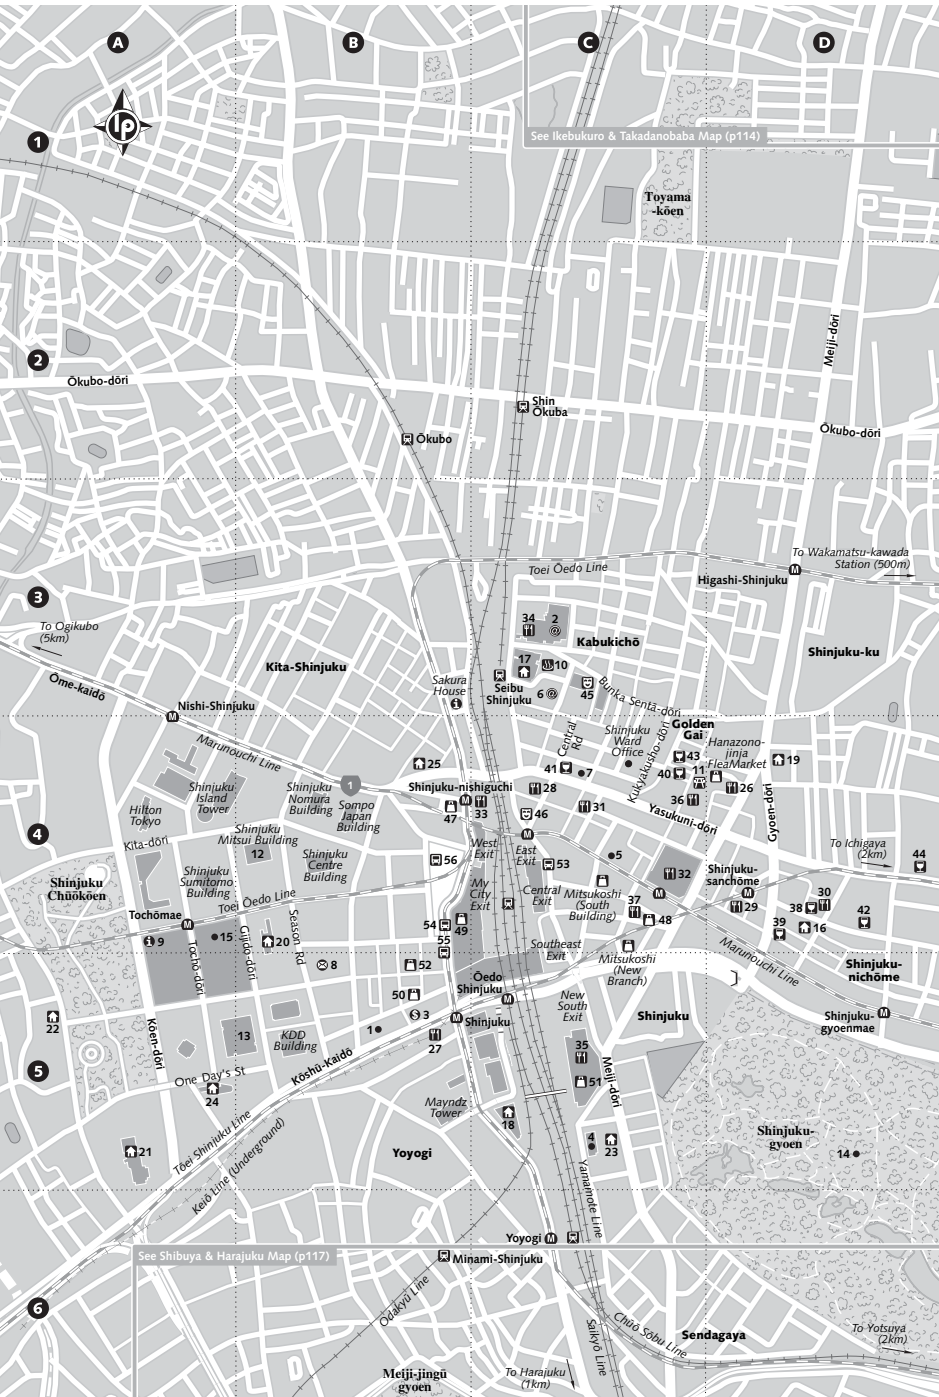 A
B
C
D
1
lp
See Ikebukuro & Takadanobaba Map (p114)
Toyama
-kōen
Meiji-dōri
2
Ōkubo-dōri
Shin
Ōkuba
Ōkubo
Ōkubo-dōri
To Wakamatsu-kawada
Station (500m)
Toei Ōedo Line
Higashi-Shinjuku
3
34
2
To Ogikubo
(5km)
Kabukichō
Shinjuku-ku
Kita-Shinjuku
17
10
Sakura
House
Seibu
Shinjuku
6
45
Bunka Sentā-dōri
Ōme-kaidō
Nishi-Shinjuku
Golden
Gai
Central
Rd
Shinjuku
Ward
Office
Kukyakusho-dōri
Hanazono-
jinja
FleaMarket
Marunouchi Line
25
43
19
41
7
40
11
Shinjuku
Island
Tower
Shinjuku
Nomura
Building
1
Shinjuku-nishiguchi
28
26
Hilton
Tokyo
Sompo
Japan
Building
47
33
31
36
Gyoen-dōri
46
Yasukuni-dōri
4
Shinjuku
Mitsui Building
Kita-dōri
12
Shinjuku
Centre
Building
West
Exit
East
Exit
To Ichigaya
(2km)
44
56
53
5
Shinjuku
Chūōkōen
Shinjuku
Sumitomo
Building
32
Shinjuku-
sanchōme
My
City
Exit
Central
Exit
Mitsukoshi
(South
Building)
Toei Ōedo Line
37
29
30
38
42
Tochōmae
54
49
48
39
16
9
15
Tochō-dōri
Gijidō-dōri
20
Season Rd
55
Southeast
Exit
Mitsukoshi
(New
Branch)
Marunouchi Line
8
52
Shinjuku-
nichōme
Ōedo
Shinjuku
50
New
South
Exit
22
3
Shinjuku
Shinjuku
Shinjuku-
gyoenmae
1
13
KDD
Building
27
Kōen-dōri
35
5
Kōshū-Kaidō
Meiji-dōri
One Day's St
51
24
Mayndz
Tower
18
Shinjuku-
gyoen
Tōei Shinjuku Line
4
23
14
21
Yoyogi
Keiō Line (Underground)
Yamamote Line
Yoyogi
See Shibuya & Harajuku Map (p117)
Minami-Shinjuku
Odakyū Line
6
Chūō Sobu Line
Saikyō Line
Sendagaya
To Yotsuya
(2km)
Meiji-jingū
gyoen
To Harajuku
(1km)